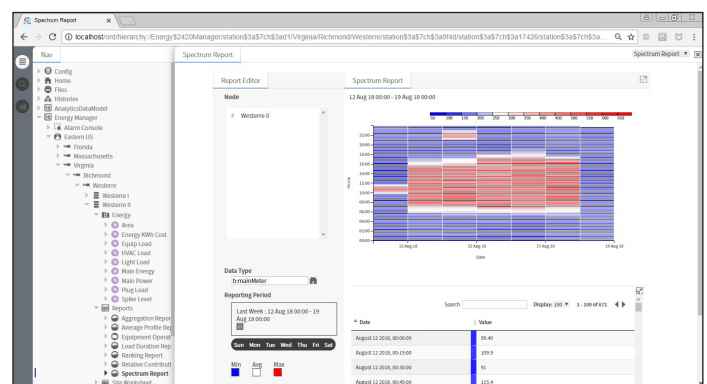 Spectrum Report
localhost/ord/hierarchy:/Energy$2420Manager/station$3a$7ch$3ad1/Virginia/Richmond/Westerre/station$3a$7ch$3a8f4d/station$3a$7ch$3a17426/station$3a$7ch$3a...
Nav
Spectrum Report
Spectrum Report
Config
Home
Files
Histories
AnalyticsDataModel
Energy Manager
Alarm Console
Eastern US
Florida
Massachusetts
Virginia
Richmond
Westerre
Westerre I
Westerre II
Energy
Area
Energy KWh Cost
Equip Load
HVAC Load
Light Load
Main Energy
Main Power
Plug Load
Spike Level
Reports
Aggregation Repor
Average Profile Rep
Equipment Operat
Load Duration Rep
Ranking Report
Relative Contributi
Spectrum Report
Site Worksheet
Report Editor
Node
Westerre II
Data Type
b:mainMeter
Reporting Period
Last Week : 12 Aug 18 00:00 - 19
Aug 18 00:00
Sun Mon Tue Wed Thu Fri Sat
Min Avg Max
Spectrum Report
12 Aug 18 00:00 - 19 Aug 18 00:00
50 100 150 200 250 300 350 400 450 500 550 600 650
22:00
20:00
18:00
16:00
14:00
12:00
10:00
08:00
06:00
04:00
02:00
00:00
Hours
13 Aug 18 15 Aug 18 17 Aug 18 19 Aug 18
Date
Search Display: 100 1 - 100 of 671
Date Value
August 12 2018, 00:00:00 99.40
August 12 2018, 00:15:00 109.9
August 12 2018, 00:30:00 91
August 12 2018, 00:45:00 115.4